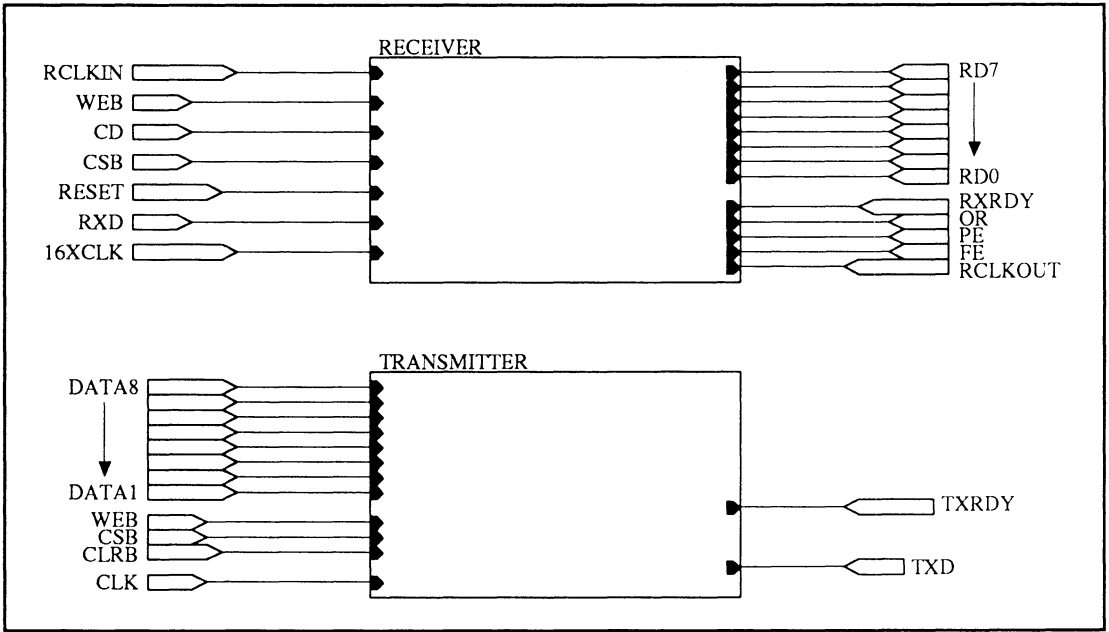 RECEIVER
RCLKIN
WEB
CD
CSB
RESET
RXD
16XCLK
RD7
RD0
RXRDY
OR
PE
FE
RCLKOUT
TRANSMITTER
DATA8
DATA1
WEB
CSB
CLRB
CLK
TXRDY
TXD